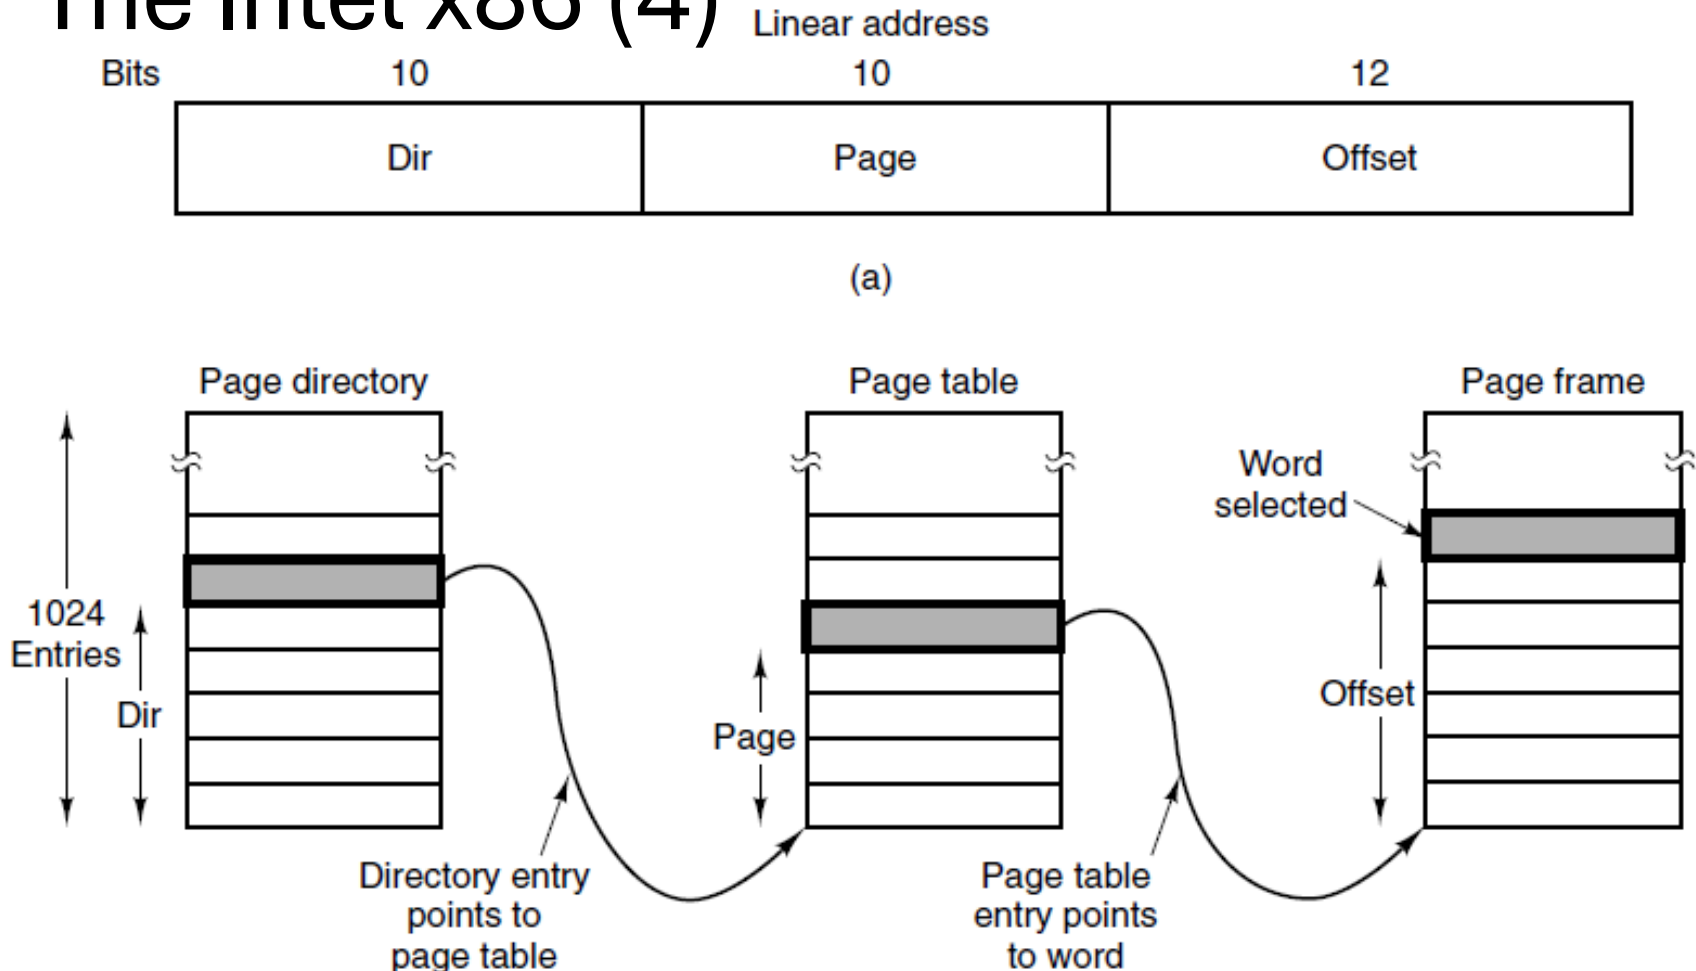 The Intel x86 (4)
Linear address
Bits 10 10 12
Dir Page Offset
(a)
Page directory Page table Page frame
Word
selected
1024
Entries
Dir
Page
Offset
Directory entry
points to
page table
Page table
entry points
to word